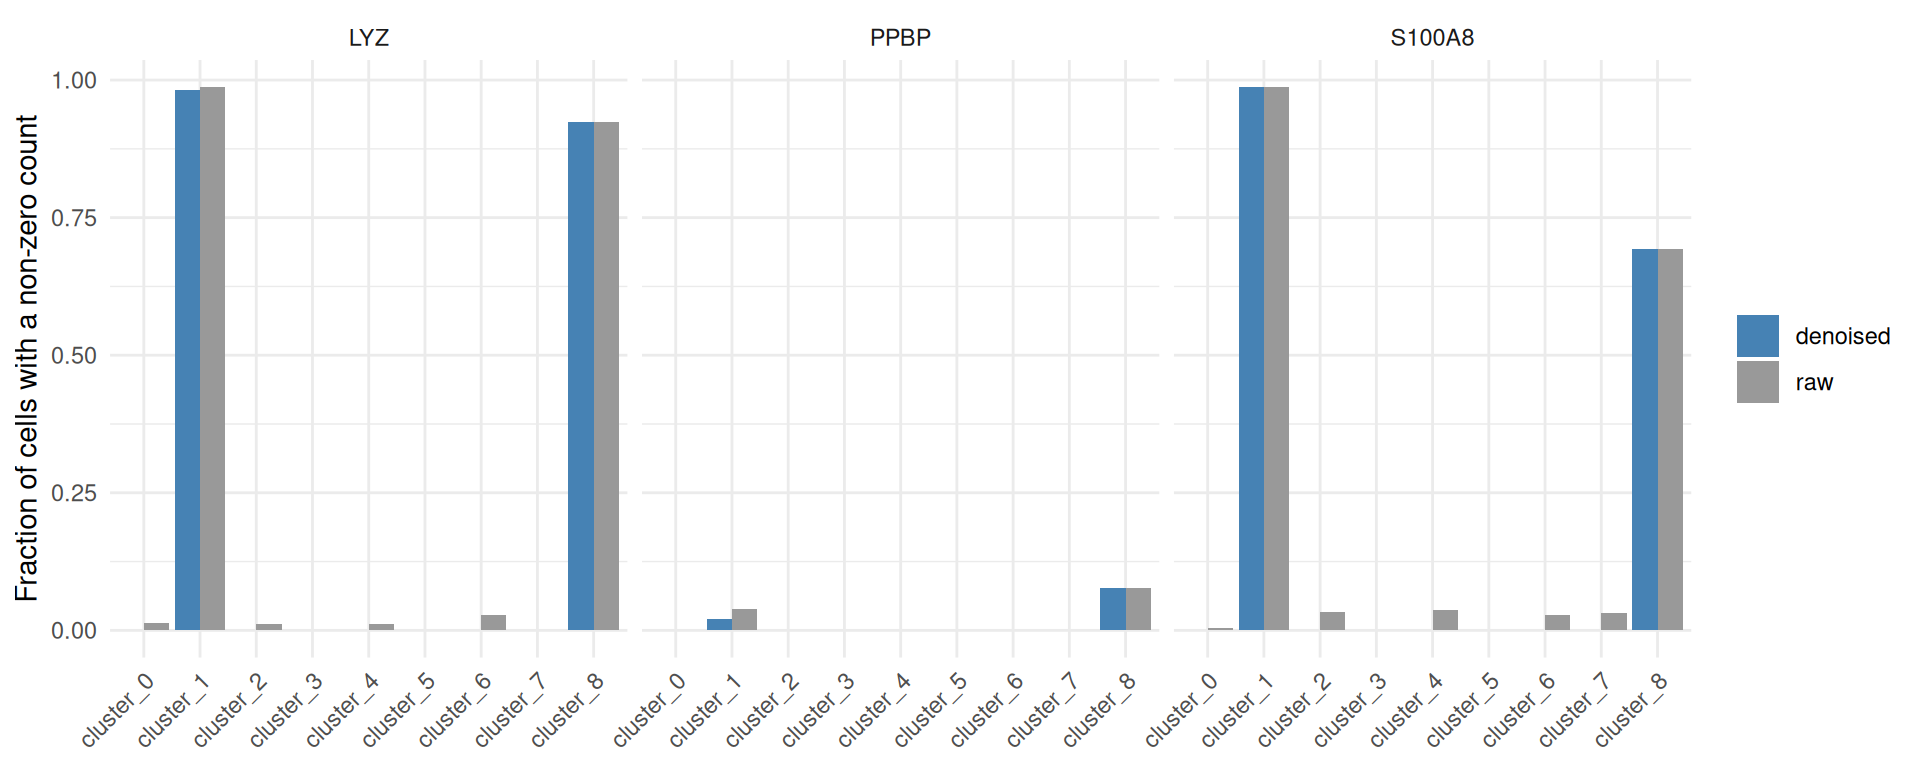 LYZ
PPBP
S100A8
Fraction of cells with a non-zero count
1.00
0.75
0.50
0.25
0.00
cluster_0
cluster_1
cluster_2
cluster_3
cluster_4
cluster_5
cluster_6
cluster_7
cluster_8
cluster_0
cluster_1
cluster_2
cluster_3
cluster_4
cluster_5
cluster_6
cluster_7
cluster_8
cluster_0
cluster_1
cluster_2
cluster_3
cluster_4
cluster_5
cluster_6
cluster_7
cluster_8
denoised
raw